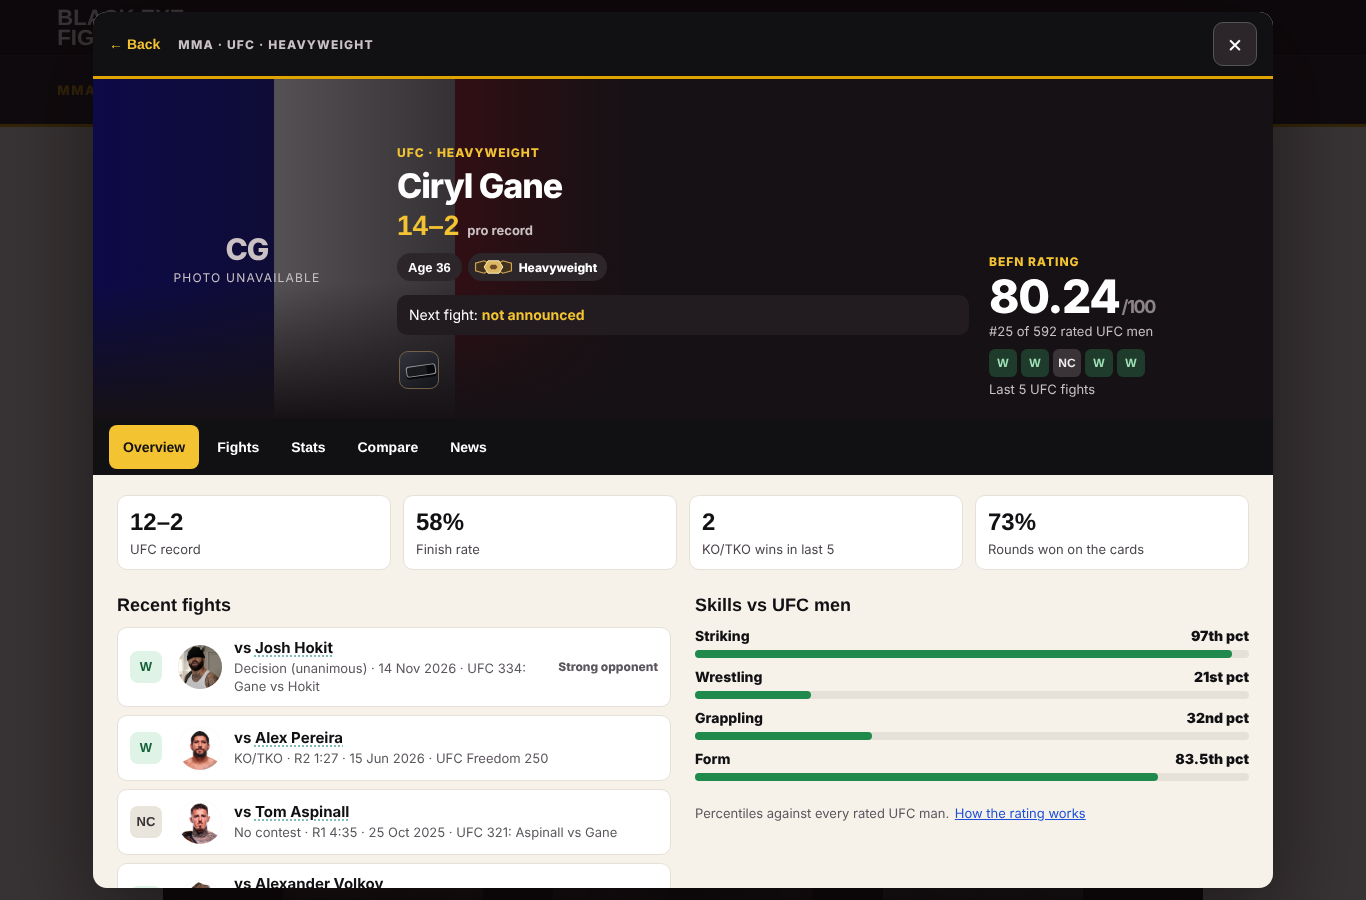 BLACK EYE
FIG
MMA
← Back
MMA · UFC · HEAVYWEIGHT
×
CG
PHOTO UNAVAILABLE
UFC · HEAVYWEIGHT
Ciryl Gane
14–2 pro record
Age 36
Heavyweight
Next fight: not announced
BEFN RATING
80.24/100
#25 of 592 rated UFC men
W W NC W W
Last 5 UFC fights
Overview
Fights
Stats
Compare
News
12–2
UFC record
58%
Finish rate
2
KO/TKO wins in last 5
73%
Rounds won on the cards
Recent fights
W
vs Josh Hokit
Decision (unanimous) · 14 Nov 2026 · UFC 334:
Gane vs Hokit
Strong opponent
W
vs Alex Pereira
KO/TKO · R2 1:27 · 15 Jun 2026 · UFC Freedom 250
NC
vs Tom Aspinall
No contest · R1 4:35 · 25 Oct 2025 · UFC 321: Aspinall vs Gane
vs Alexander Volkov
Skills vs UFC men
Striking 97th pct
Wrestling 21st pct
Grappling 32nd pct
Form 83.5th pct
Percentiles against every rated UFC man. How the rating works